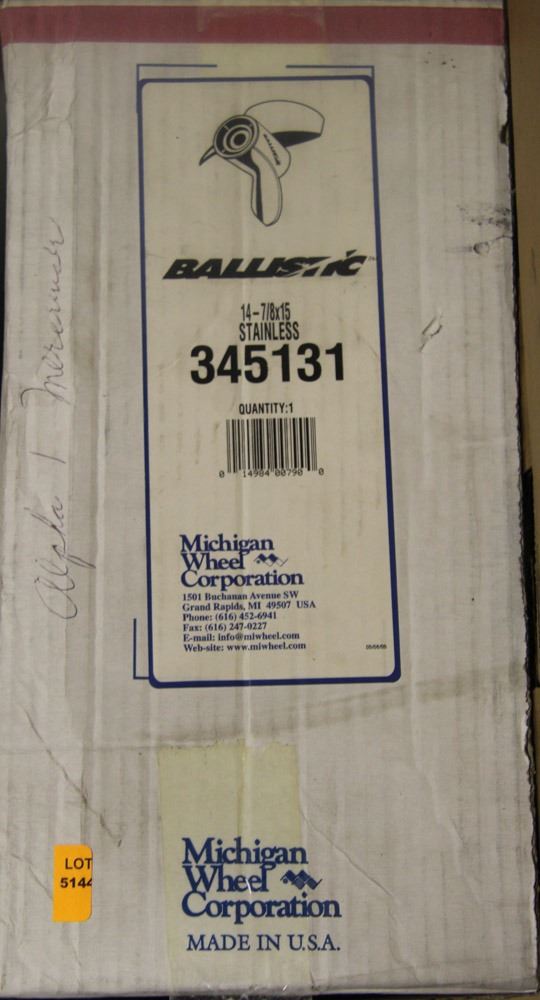 BALLISTIC
BALLISTIC™
14-7/8x15
STAINLESS
345131
QUANTITY:1
0 14984 00790 0
Michigan
Wheel
Corporation
1501 Buchanan Avenue SW
Grand Rapids, MI 49507 USA
Phone: (616) 452-6941
Fax: (616) 247-0227
E-mail: info@miwheel.com
Web-site: www.miwheel.com
Alpha 1 Mercruiser
LOT
5144
Michigan
Wheel
Corporation
MADE IN U.S.A.